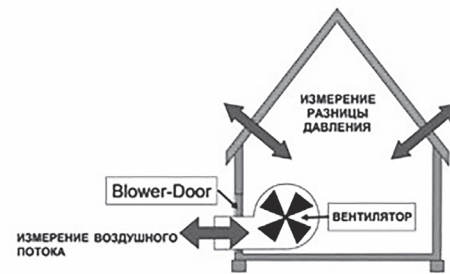 ИЗМЕРЕНИЕ
РАЗНИЦЫ
ДАВЛЕНИЯ
Blower-Door
ВЕНТИЛЯТОР
ИЗМЕРЕНИЕ ВОЗДУШНОГО
ПОТОКА